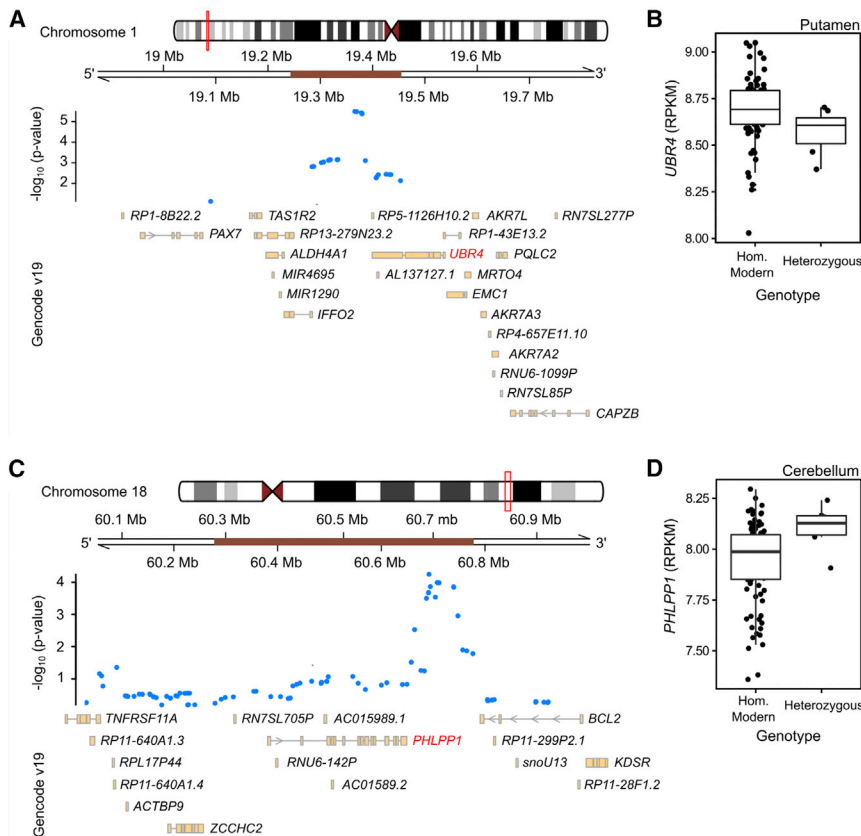 A
Chromosome 1
19 Mb 19.2 Mb 19.4 Mb 19.6 Mb
5' 3'
19.1 Mb 19.3 Mb 19.5 Mb 19.7 Mb
-log10 (p-value)
5
4
3
2
RP1-8B22.2 TAS1R2 RP5-1126H10.2 AKR7L RN7SL277P
PAX7 RP13-279N23.2 RP1-43E13.2
ALDH4A1 UBR4 PQLC2
MIR4695 AL137127.1 MRTO4
MIR1290 EMC1
IFFO2 AKR7A3
RP4-657E11.10
AKR7A2
RNU6-1099P
RN7SL85P
CAPZB
Gencode v19
B
Putamen
UBR4 (RPKM)
9.00
8.75
8.50
8.25
8.00
Hom. Modern Heterozygous
Genotype
C
Chromosome 18
60.1 Mb 60.3 Mb 60.5 Mb 60.7 mb 60.9 Mb
5' 3'
60.2 Mb 60.4 Mb 60.6 Mb 60.8 Mb
-log10 (p-value)
4
3
2
1
TNFRSF11A RN7SL705P AC015989.1 BCL2
RP11-640A1.3 PHLPP1 RP11-299P2.1
RPL17P44 RNU6-142P snoU13 KDSR
RP11-640A1.4 AC01589.2 RP11-28F1.2
ACTBP9
ZCCHC2
Gencode v19
D
Cerebellum
PHLPP1 (RPKM)
8.25
8.00
7.75
7.50
Hom. Modern Heterozygous
Genotype